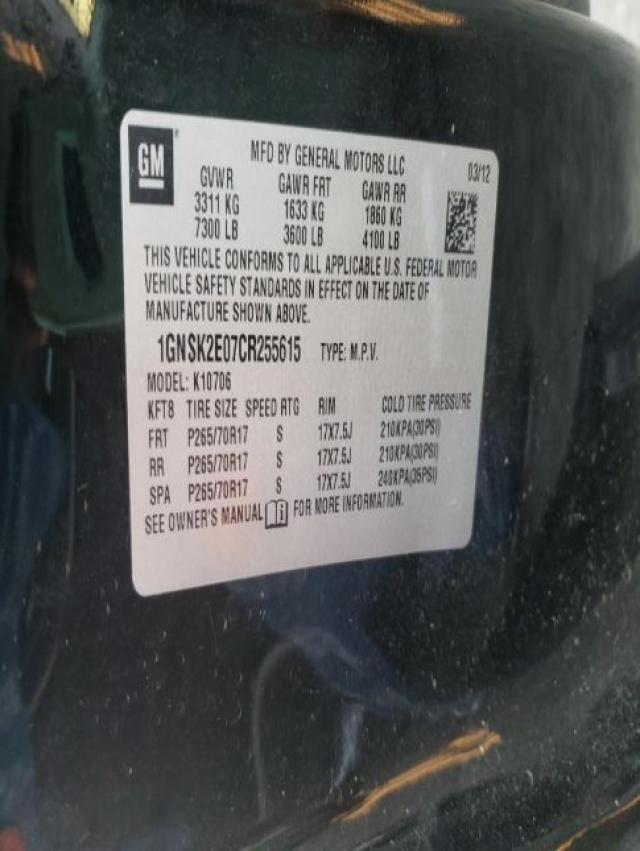 GM
MFD BY GENERAL MOTORS LLC 03/12
GVWR GAWR FRT GAWR RR
3311 KG 1633 KG 1860 KG
7300 LB 3600 LB 4100 LB
THIS VEHICLE CONFORMS TO ALL APPLICABLE U.S. FEDERAL MOTOR
VEHICLE SAFETY STANDARDS IN EFFECT ON THE DATE OF
MANUFACTURE SHOWN ABOVE.
1GNSK2E07CR255615 TYPE: M.P.V.
MODEL: K10706
KFT8 TIRE SIZE SPEED RTG RIM COLD TIRE PRESSURE
FRT P265/70R17 S 17X7.5J 210KPA(30PSI)
RR P265/70R17 S 17X7.5J 210KPA(30PSI)
SPA P265/70R17 S 17X7.5J 240KPA(35PSI)
SEE OWNER'S MANUAL FOR MORE INFORMATION.